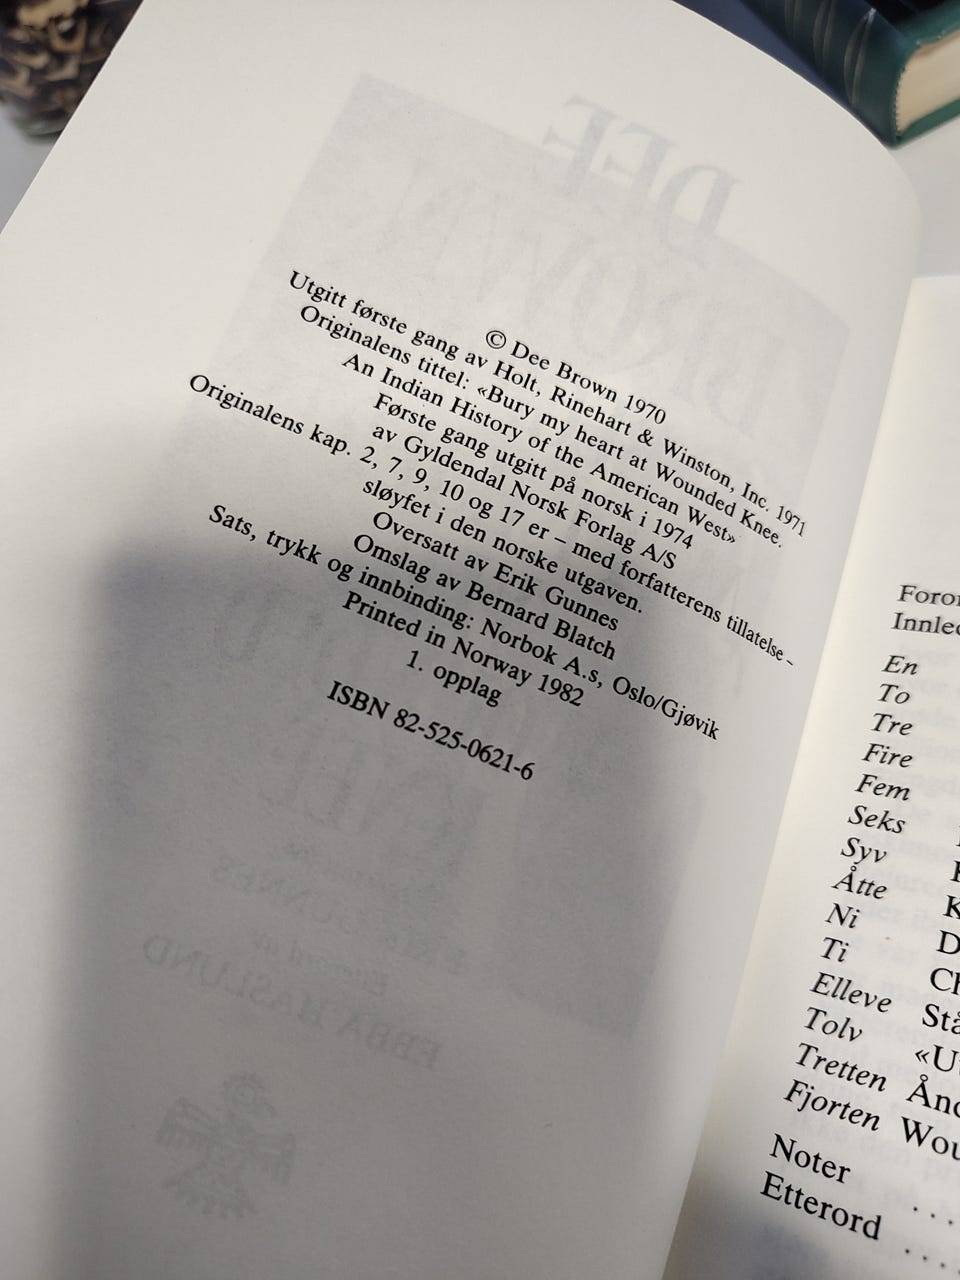 © Dee Brown 1970
Utgitt første gang av Holt, Rinehart & Winston, Inc. 1971
Originalens tittel: «Bury my heart at Wounded Knee.
An Indian History of the American West»
Første gang utgitt på norsk i 1974
av Gyldendal Norsk Forlag A/S
Originalens kap. 2, 7, 9, 10 og 17 er – med forfatterens tillatelse –
sløyfet i den norske utgaven.
Oversatt av Erik Gunnes
Omslag av Bernard Blatch
Sats, trykk og innbinding: Norbok A.s, Oslo/Gjøvik
Printed in Norway 1982
1. opplag
ISBN 82-525-0621-6
En
To
Tre
Fire
Fem
Seks
Syv
Åtte
Ni
Ti
Elleve
Tolv
Tretten
Fjorten
Noter
Etterord